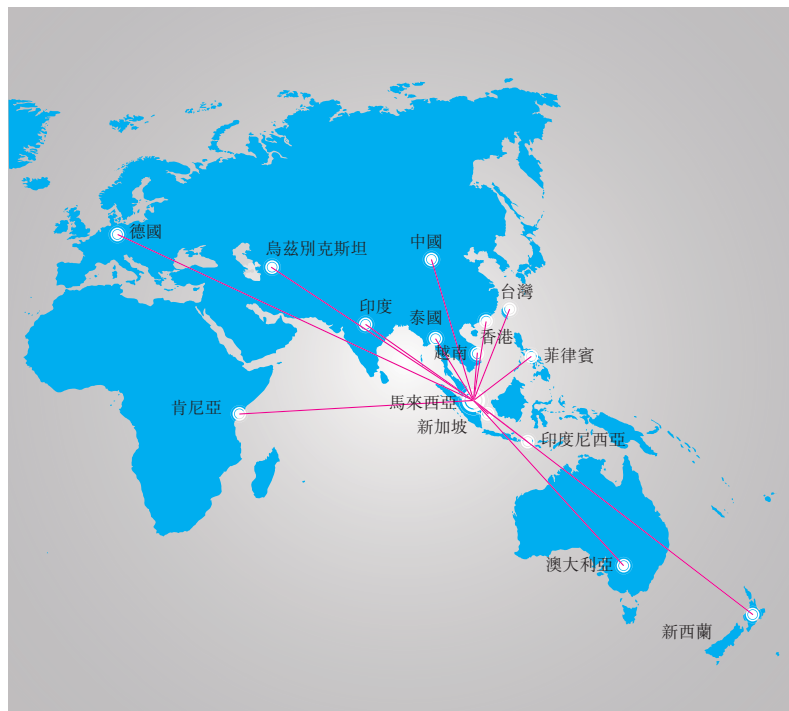 德國
中國
烏茲別克斯坦
台灣
印度
泰國
香港
越南
菲律賓
馬來西亞
肯尼亞
新加坡
印度尼西亞
澳大利亞
新西蘭